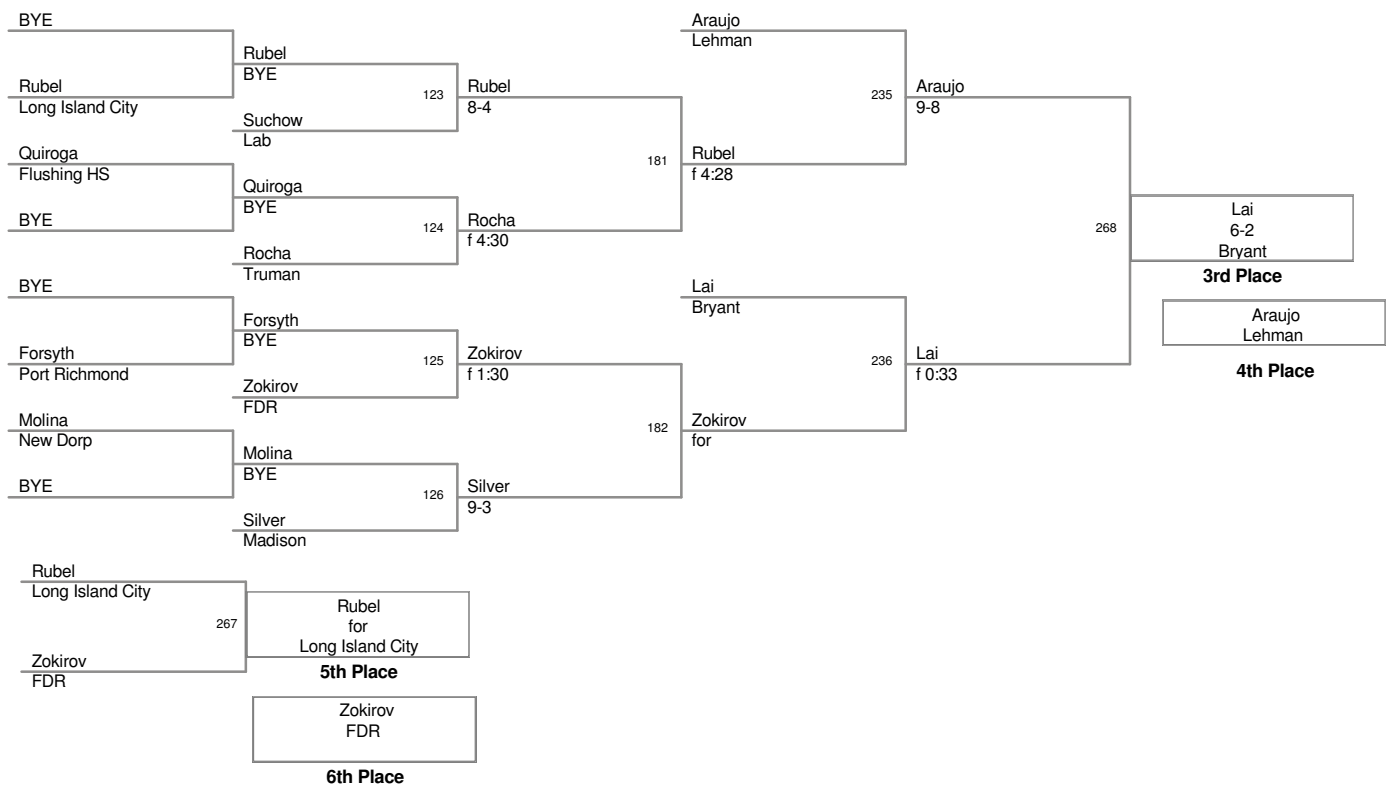 BYE
Rubel
Long Island City
Quiroga
Flushing HS
BYE
BYE
Forsyth
Port Richmond
Molina
New Dorp
BYE
Rubel
BYE
123
Suchow
Lab
Quiroga
BYE
124
Rocha
Truman
Forsyth
BYE
125
Zokirov
FDR
Molina
BYE
126
Silver
Madison
Rubel
8-4
181
Rocha
f 4:30
Zokirov
f 1:30
182
Silver
9-3
Araujo
Lehman
235
Rubel
f 4:28
Lai
Bryant
236
Zokirov
for
Araujo
9-8
268
Lai
f 0:33
Lai
6-2
Bryant
3rd Place
Araujo
Lehman
4th Place
Rubel
Long Island City
267
Zokirov
FDR
Rubel
for
Long Island City
5th Place
Zokirov
FDR
6th Place